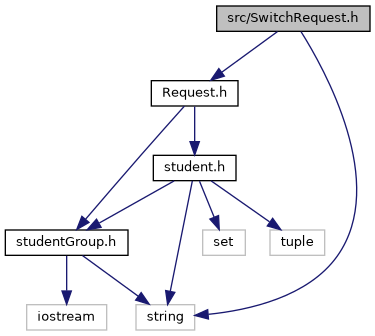 src/SwitchRequest.h
Request.h
student.h
studentGroup.h
set
tuple
iostream
string